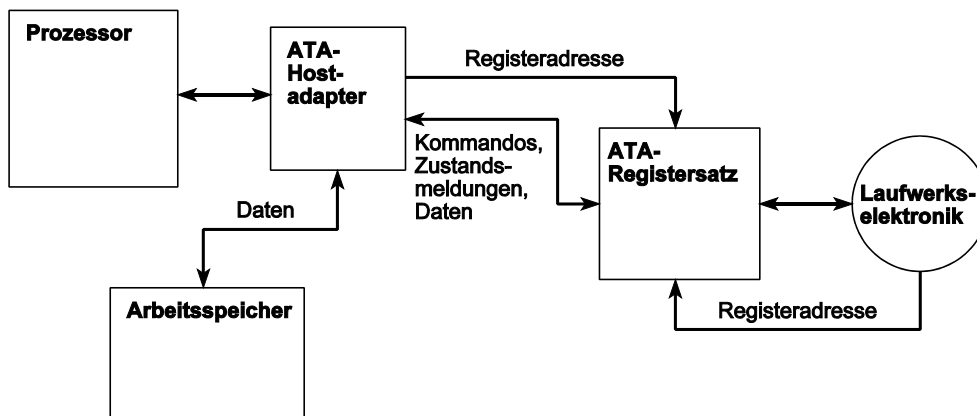 Prozessor
ATA-
Host-
adapter
Registeradresse
Kommandos,
Zustands-
meldungen,
Daten
ATA-
Registersatz
Laufwerks-
elektronik
Daten
Arbeitsspeicher
Registeradresse